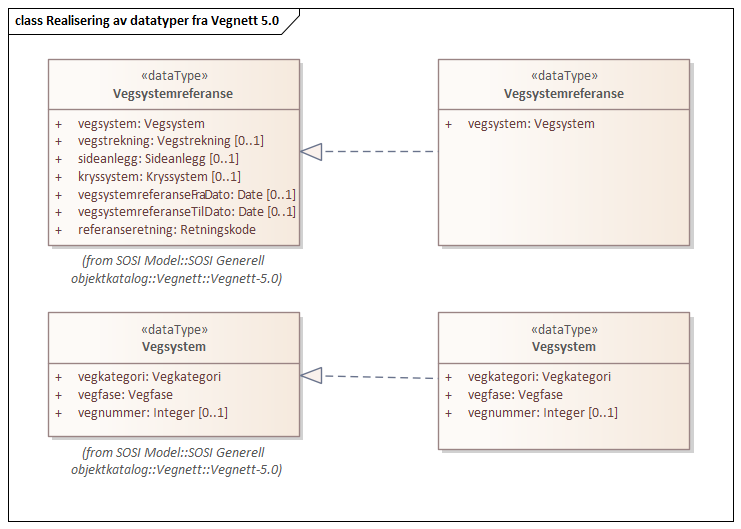 class Realisering av datatyper fra Vegnett 5.0
«dataType»
Vegsystemreferanse
+ vegsystem: Vegsystem
+ vegstrekning: Vegstrekning [0..1]
+ sideanlegg: Sideanlegg [0..1]
+ kryssystem: Kryssystem [0..1]
+ vegsystemreferanseFraDato: Date [0..1]
+ vegsystemreferanseTilDato: Date [0..1]
+ referanseretning: Retningskode
(from SOSI Model::SOSI Generell
objektkatalog::Vegnett::Vegnett-5.0)
«dataType»
Vegsystemreferanse
+ vegsystem: Vegsystem
«dataType»
Vegsystem
+ vegkategori: Vegkategori
+ vegfase: Vegfase
+ vegnummer: Integer [0..1]
(from SOSI Model::SOSI Generell
objektkatalog::Vegnett::Vegnett-5.0)
«dataType»
Vegsystem
+ vegkategori: Vegkategori
+ vegfase: Vegfase
+ vegnummer: Integer [0..1]